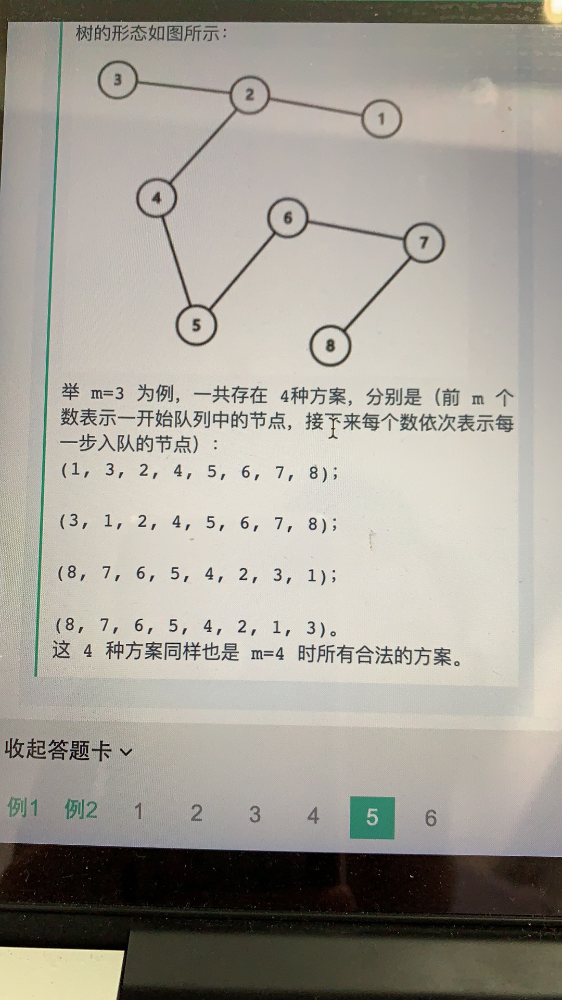 树的形态如图所示：
3
2
1
4
6
7
5
8
举 m=3 为例，一共存在 4种方案，分别是（前 m 个
数表示一开始队列中的节点，接下来每个数依次表示每
一步入队的节点）：
(1, 3, 2, 4, 5, 6, 7, 8);
(3, 1, 2, 4, 5, 6, 7, 8);
(8, 7, 6, 5, 4, 2, 3, 1);
(8, 7, 6, 5, 4, 2, 1, 3)。
这 4 种方案同样也是 m=4 时所有合法的方案。
收起答题卡
例1 例2 1 2 3 4 5 6